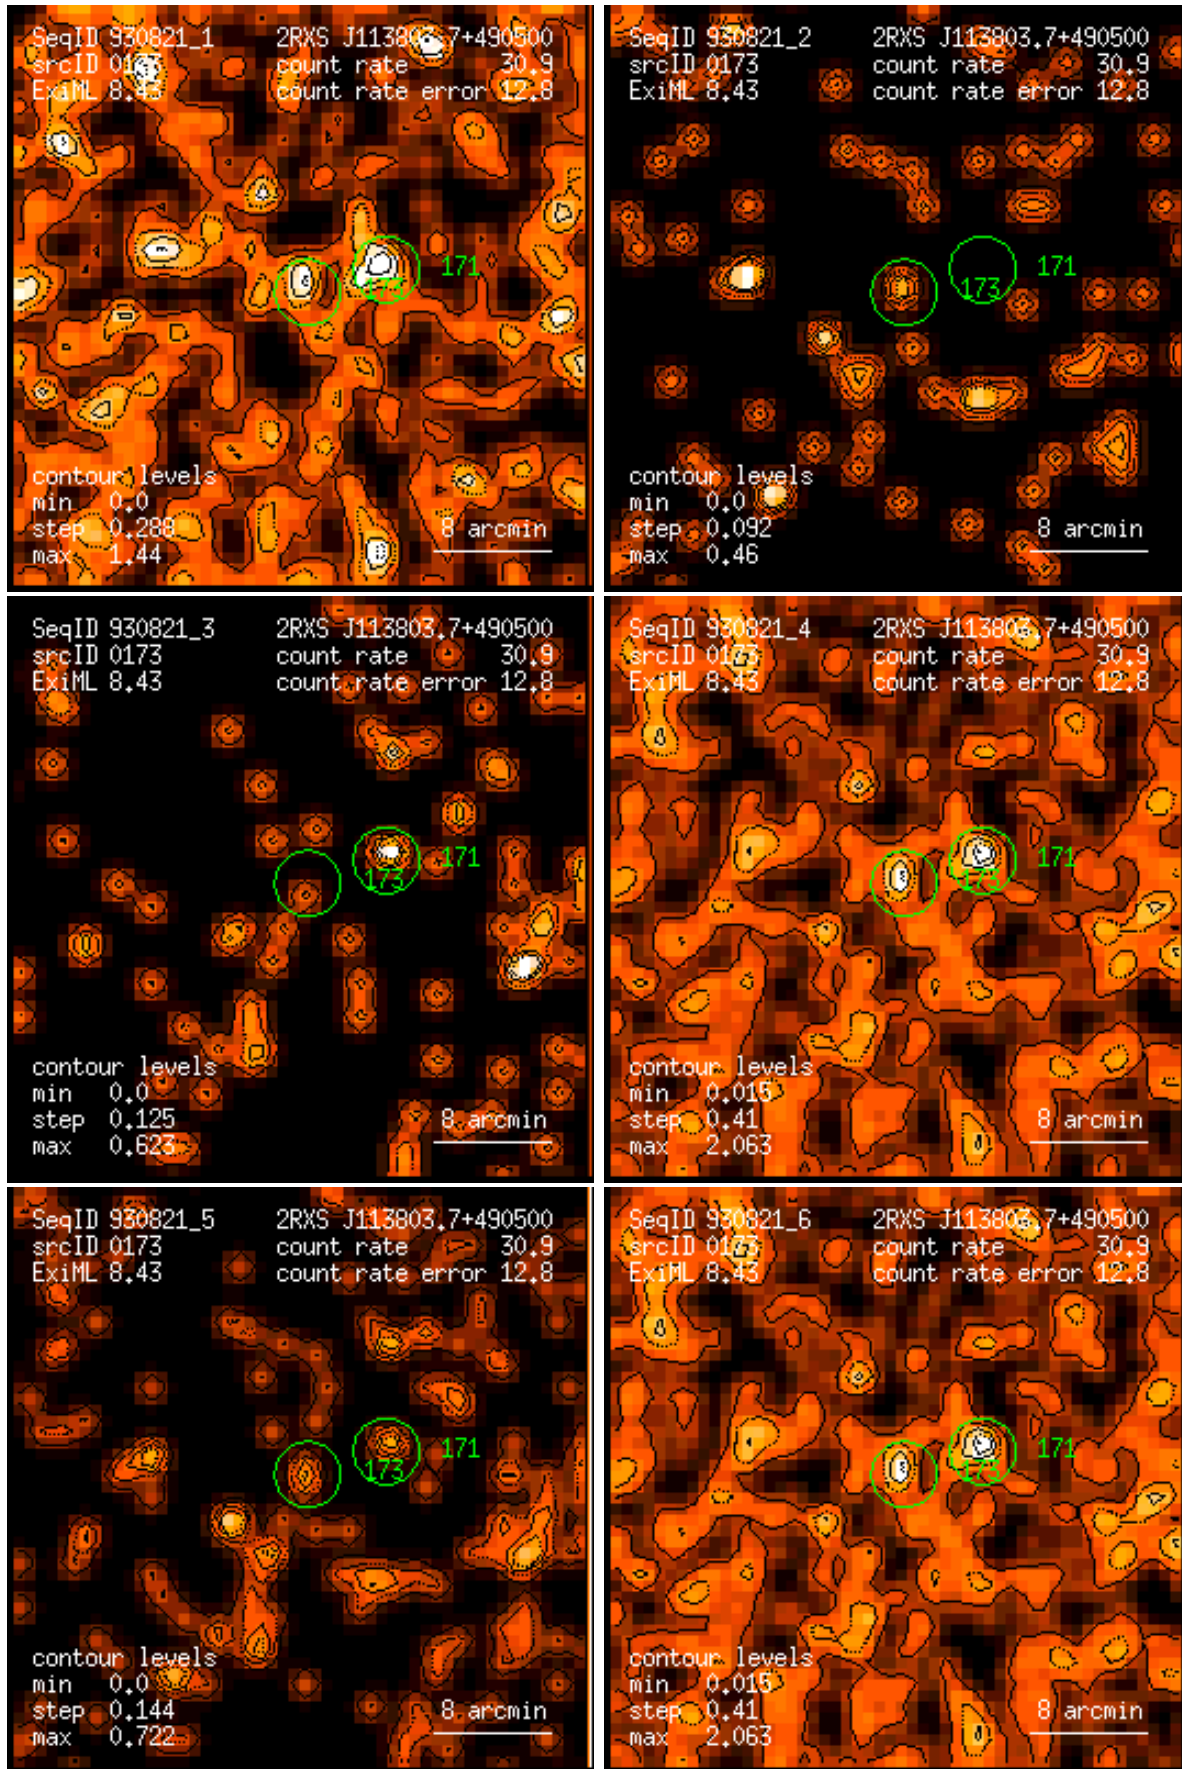 SeqID 930821_1 2RXS J113803.7+490500
srcID 0173 count rate 30.9
ExiML 8.43 count rate error 12.8
171
173
contour levels
min 0.0
step 0.288 8 arcmin
max 1.44
SeqID 930821_2 2RXS J113803.7+490500
srcID 0173 count rate 30.9
ExiML 8.43 count rate error 12.8
171
173
contour levels
min 0.0
step 0.092 8 arcmin
max 0.46
SeqID 930821_3 2RXS J113803.7+490500
srcID 0173 count rate 30.9
ExiML 8.43 count rate error 12.8
171
173
contour levels
min 0.0
step 0.125 8 arcmin
max 0.623
SeqID 930821_4 2RXS J113803.7+490500
srcID 0173 count rate 30.9
ExiML 8.43 count rate error 12.8
171
173
contour levels
min 0.015
step 0.41 8 arcmin
max 2.063
SeqID 930821_5 2RXS J113803.7+490500
srcID 0173 count rate 30.9
ExiML 8.43 count rate error 12.8
171
173
contour levels
min 0.0
step 0.144 8 arcmin
max 0.722
SeqID 930821_6 2RXS J113803.7+490500
srcID 0173 count rate 30.9
ExiML 8.43 count rate error 12.8
171
173
contour levels
min 0.015
step 0.41 8 arcmin
max 2.063